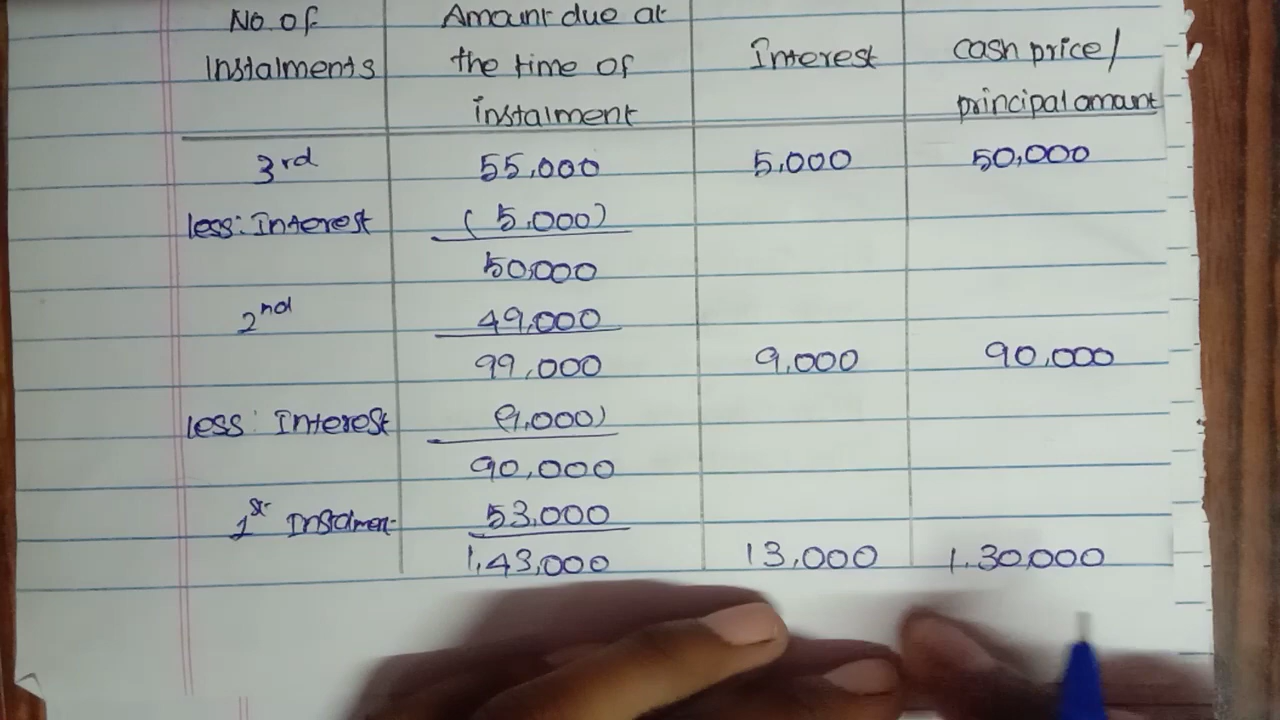 No. of Amount due at
Instalments the time of Interest cash price/
instalment principal amount
3rd 55,000 5,000 50,000
less: Interest (5,000)
50,000
2nd 49,000
99,000 9,000 90,000
less: Interest (9,000)
90,000
1st Instalmen- 53,000
1,43,000 13,000 1,30,000